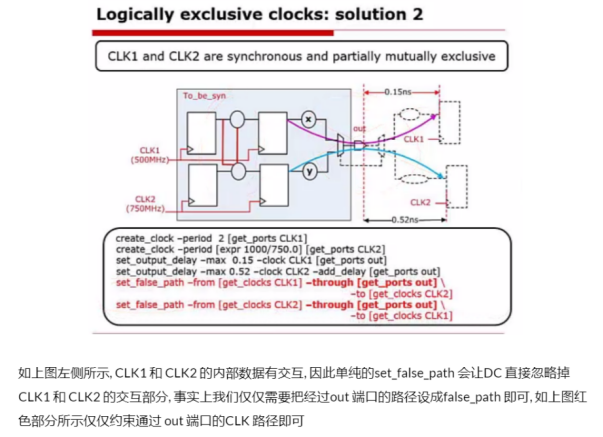 Logically exclusive clocks: solution 2
CLK1 and CLK2 are synchronous and partially mutually exclusive
To_be_syn
0.15ns
x
out
CLK1
CLK1
(500MHz)
y
CLK2
(750MHz)
CLK2
0.52ns
create_clock –period 2 [get_ports CLK1]
create_clock –period [expr 1000/750.0] [get_ports CLK2]
set_output_delay –max 0.15 –clock CLK1 [get_ports out]
set_output_delay –max 0.52 –clock CLK2 –add_delay [get_ports out]
set_false_path –from [get_clocks CLK1] –through [get_ports out] \
–to [get_clocks CLK2]
set_false_path –from [get_clocks CLK2] –through [get_ports out] \
–to [get_clocks CLK1]
如上图左侧所示, CLK1 和 CLK2 的内部数据有交互, 因此单纯的set_false_path 会让DC 直接忽略掉
CLK1 和 CLK2 的交互部分, 事实上我们仅仅需要把经过out 端口的路径设成false_path 即可, 如上图红
色部分所示仅仅约束通过 out 端口的CLK 路径即可